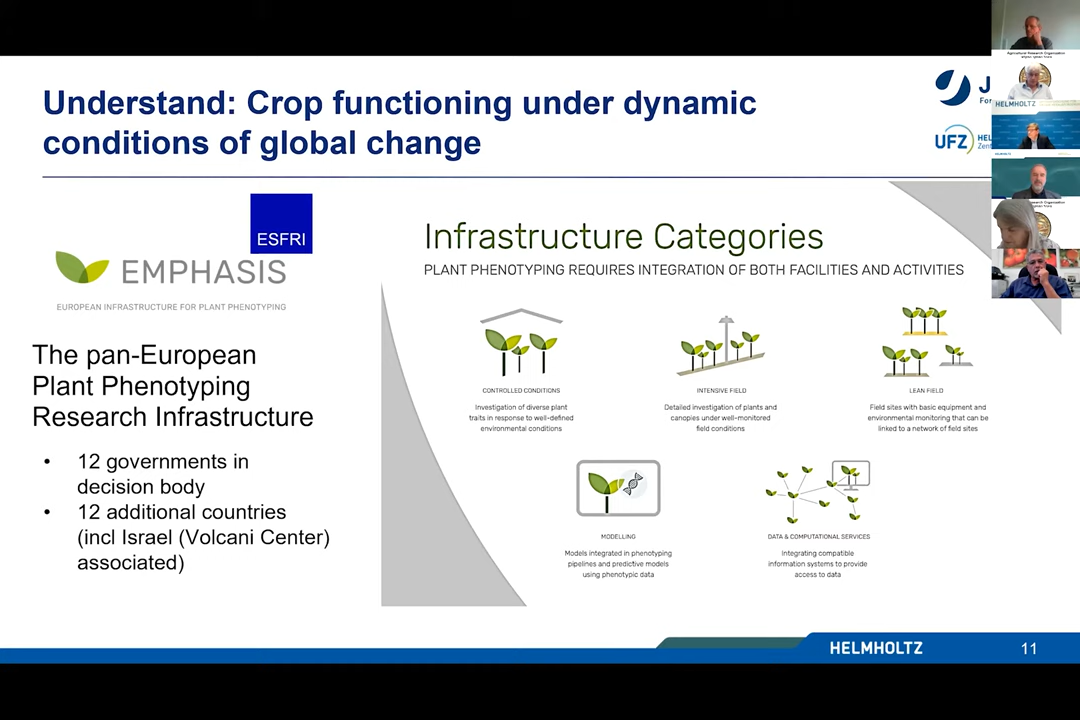 Understand: Crop functioning under dynamic
conditions of global change
J
For
UFZ
HEL
Zent
HELMHOLTZ
ESFRI
EMPHASIS
EUROPEAN INFRASTRUCTURE FOR PLANT PHENOTYPING
The pan-European
Plant Phenotyping
Research Infrastructure
• 12 governments in
decision body
• 12 additional countries
(incl Israel (Volcani Center)
associated)
Infrastructure Categories
PLANT PHENOTYPING REQUIRES INTEGRATION OF BOTH FACILITIES AND ACTIVITIES
CONTROLLED CONDITIONS
Investigation of diverse plant
traits in response to well-defined
environmental conditions
INTENSIVE FIELD
Detailed investigation of plants and
canopies under well-monitored
field conditions
LEAN FIELD
Field sites with basic equipment and
environmental monitoring that can be
linked to a network of field sites
MODELLING
Models integrated in phenotyping
pipelines and predictive models
using phenotypic data
DATA & COMPUTATIONAL SERVICES
Integrating compatible
information systems to provide
access to data
HELMHOLTZ
11